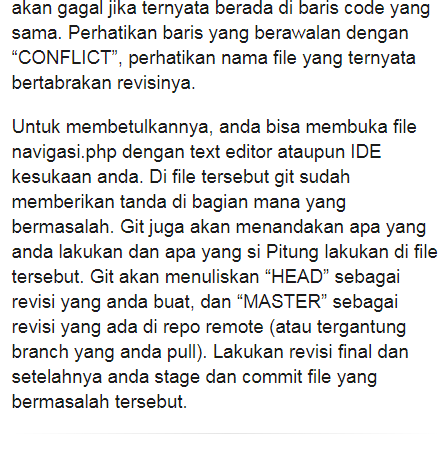 akan gagal jika ternyata berada di baris code yang
sama. Perhatikan baris yang berawalan dengan
“CONFLICT”, perhatikan nama file yang ternyata
bertabrakan revisinya.
Untuk membetulkannya, anda bisa membuka file
navigasi.php dengan text editor ataupun IDE
kesukaan anda. Di file tersebut git sudah
memberikan tanda di bagian mana yang
bermasalah. Git juga akan menandakan apa yang
anda lakukan dan apa yang si Pitung lakukan di file
tersebut. Git akan menuliskan “HEAD” sebagai
revisi yang anda buat, dan “MASTER” sebagai
revisi yang ada di repo remote (atau tergantung
branch yang anda pull). Lakukan revisi final dan
setelahnya anda stage dan commit file yang
bermasalah tersebut.